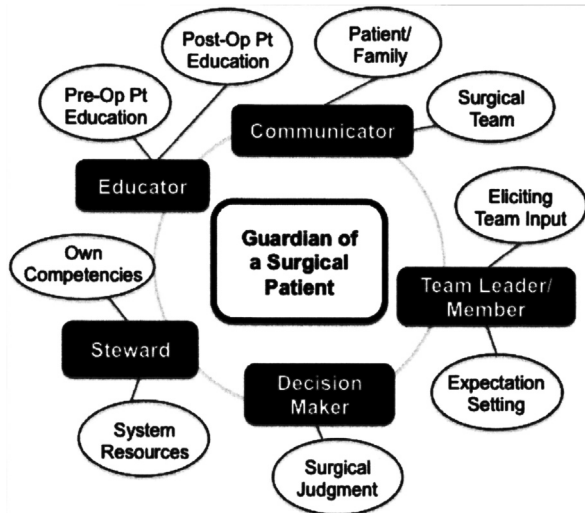 Post-Op Pt
Education
Patient/
Family
Pre-Op Pt
Education
Communicator
Surgical
Team
Educator
Eliciting
Team Input
Guardian of
a Surgical
Patient
Own
Competencies
Team Leader/
Member
Steward
Decision
Maker
Expectation
Setting
System
Resources
Surgical
Judgment